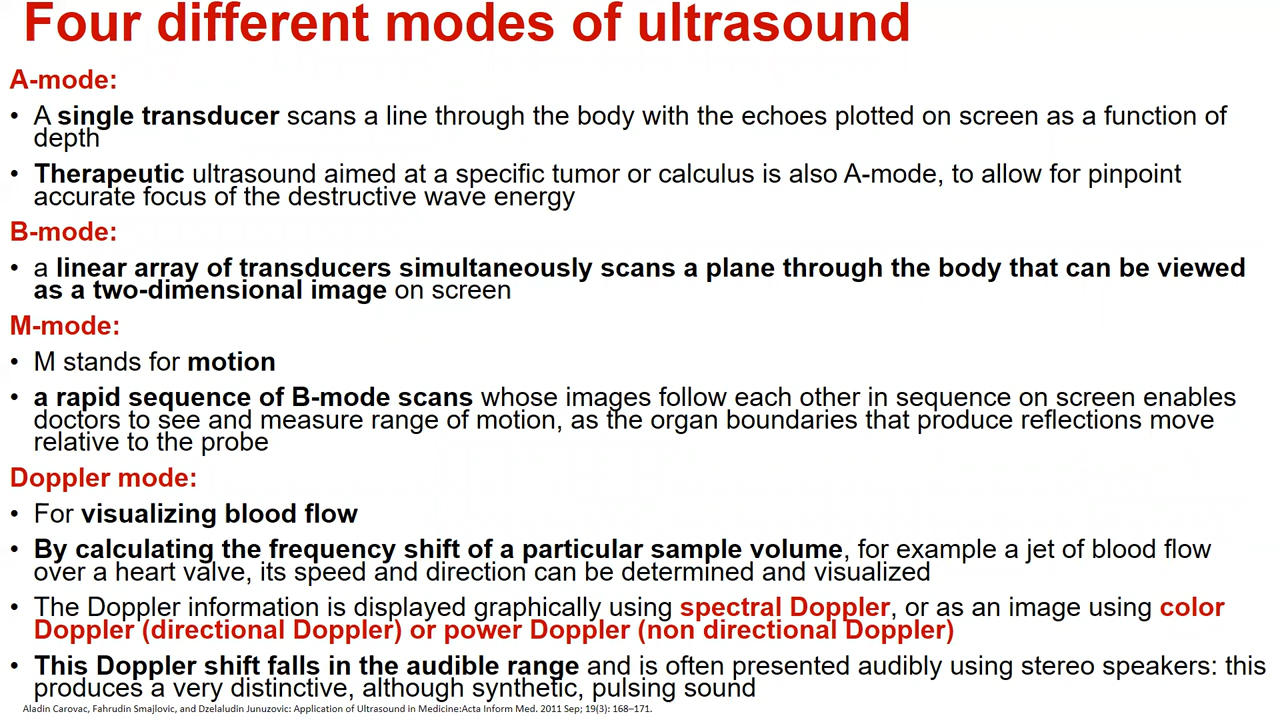 Four different modes of ultrasound
A-mode:
• A single transducer scans a line through the body with the echoes plotted on screen as a function of
depth
• Therapeutic ultrasound aimed at a specific tumor or calculus is also A-mode, to allow for pinpoint
accurate focus of the destructive wave energy
B-mode:
• a linear array of transducers simultaneously scans a plane through the body that can be viewed
as a two-dimensional image on screen
M-mode:
• M stands for motion
• a rapid sequence of B-mode scans whose images follow each other in sequence on screen enables
doctors to see and measure range of motion, as the organ boundaries that produce reflections move
relative to the probe
Doppler mode:
• For visualizing blood flow
• By calculating the frequency shift of a particular sample volume, for example a jet of blood flow
over a heart valve, its speed and direction can be determined and visualized
• The Doppler information is displayed graphically using spectral Doppler, or as an image using color
Doppler (directional Doppler) or power Doppler (non directional Doppler)
• This Doppler shift falls in the audible range and is often presented audibly using stereo speakers: this
produces a very distinctive, although synthetic, pulsing sound
Aladin Carovac, Fahrudin Smajlovic, and Dzelaludin Junuzovic: Application of Ultrasound in Medicine:Acta Inform Med. 2011 Sep; 19(3): 168–171.